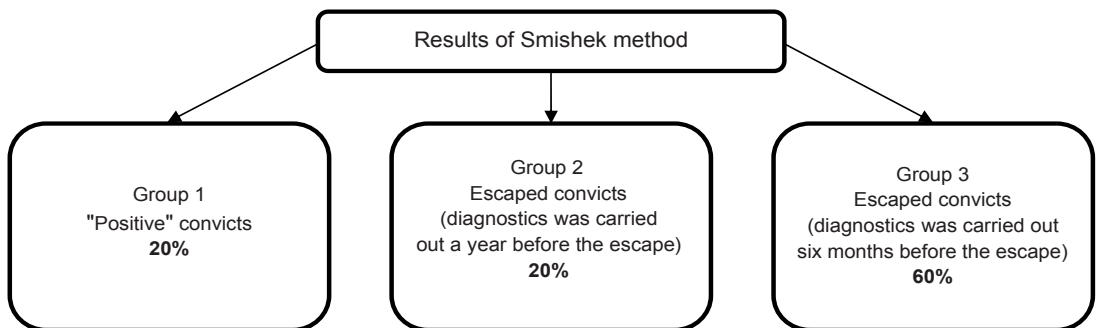 Results of Smishek method
Group 1
"Positive" convicts
20%
Group 2
Escaped convicts
(diagnostics was carried
out a year before the escape)
20%
Group 3
Escaped convicts
(diagnostics was carried out
six months before the escape)
60%